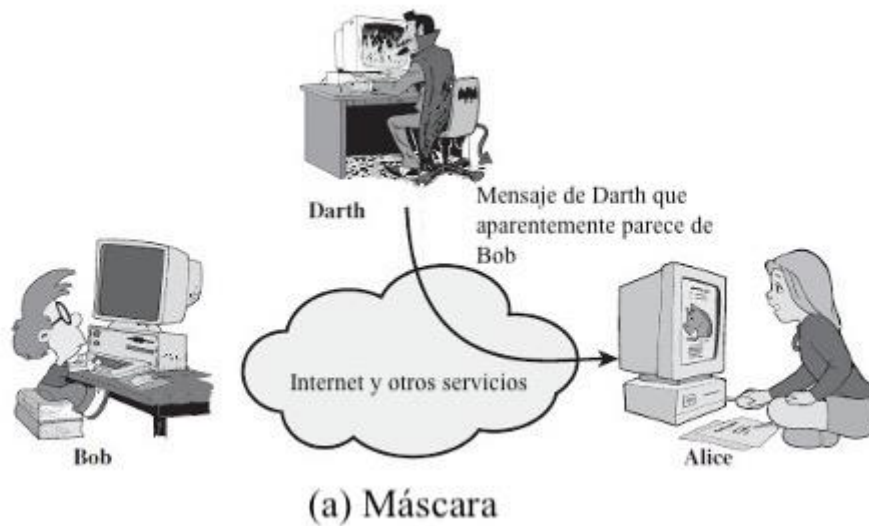 Darth
Mensaje de Darth que
aparentemente parece de
Bob
Internet y otros servicios
Bob
Alice
(a) Máscara